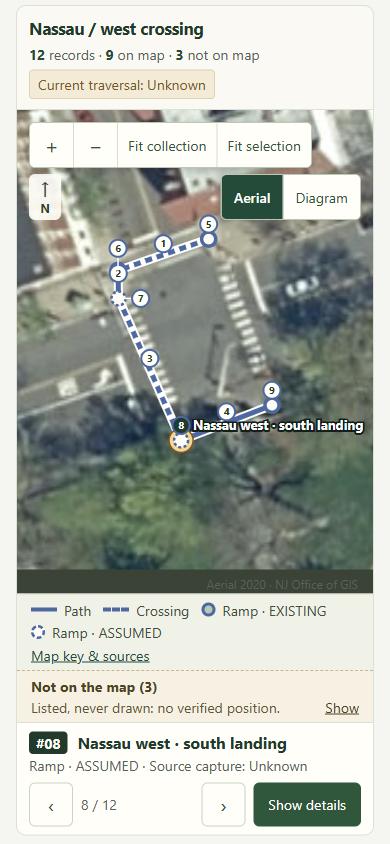 Nassau / west crossing
12 records · 9 on map · 3 not on map
Current traversal: Unknown
+ − Fit collection Fit selection
↑
N
Aerial Diagram
5
1
6
2
7
3
9
4
8 Nassau west · south landing
Aerial 2020 · NJ Office of GIS
Path Crossing Ramp · EXISTING
Ramp · ASSUMED
Map key & sources
Not on the map (3)
Listed, never drawn: no verified position. Show
#08 Nassau west · south landing
Ramp · ASSUMED · Source capture: Unknown
‹ 8 / 12 › Show details